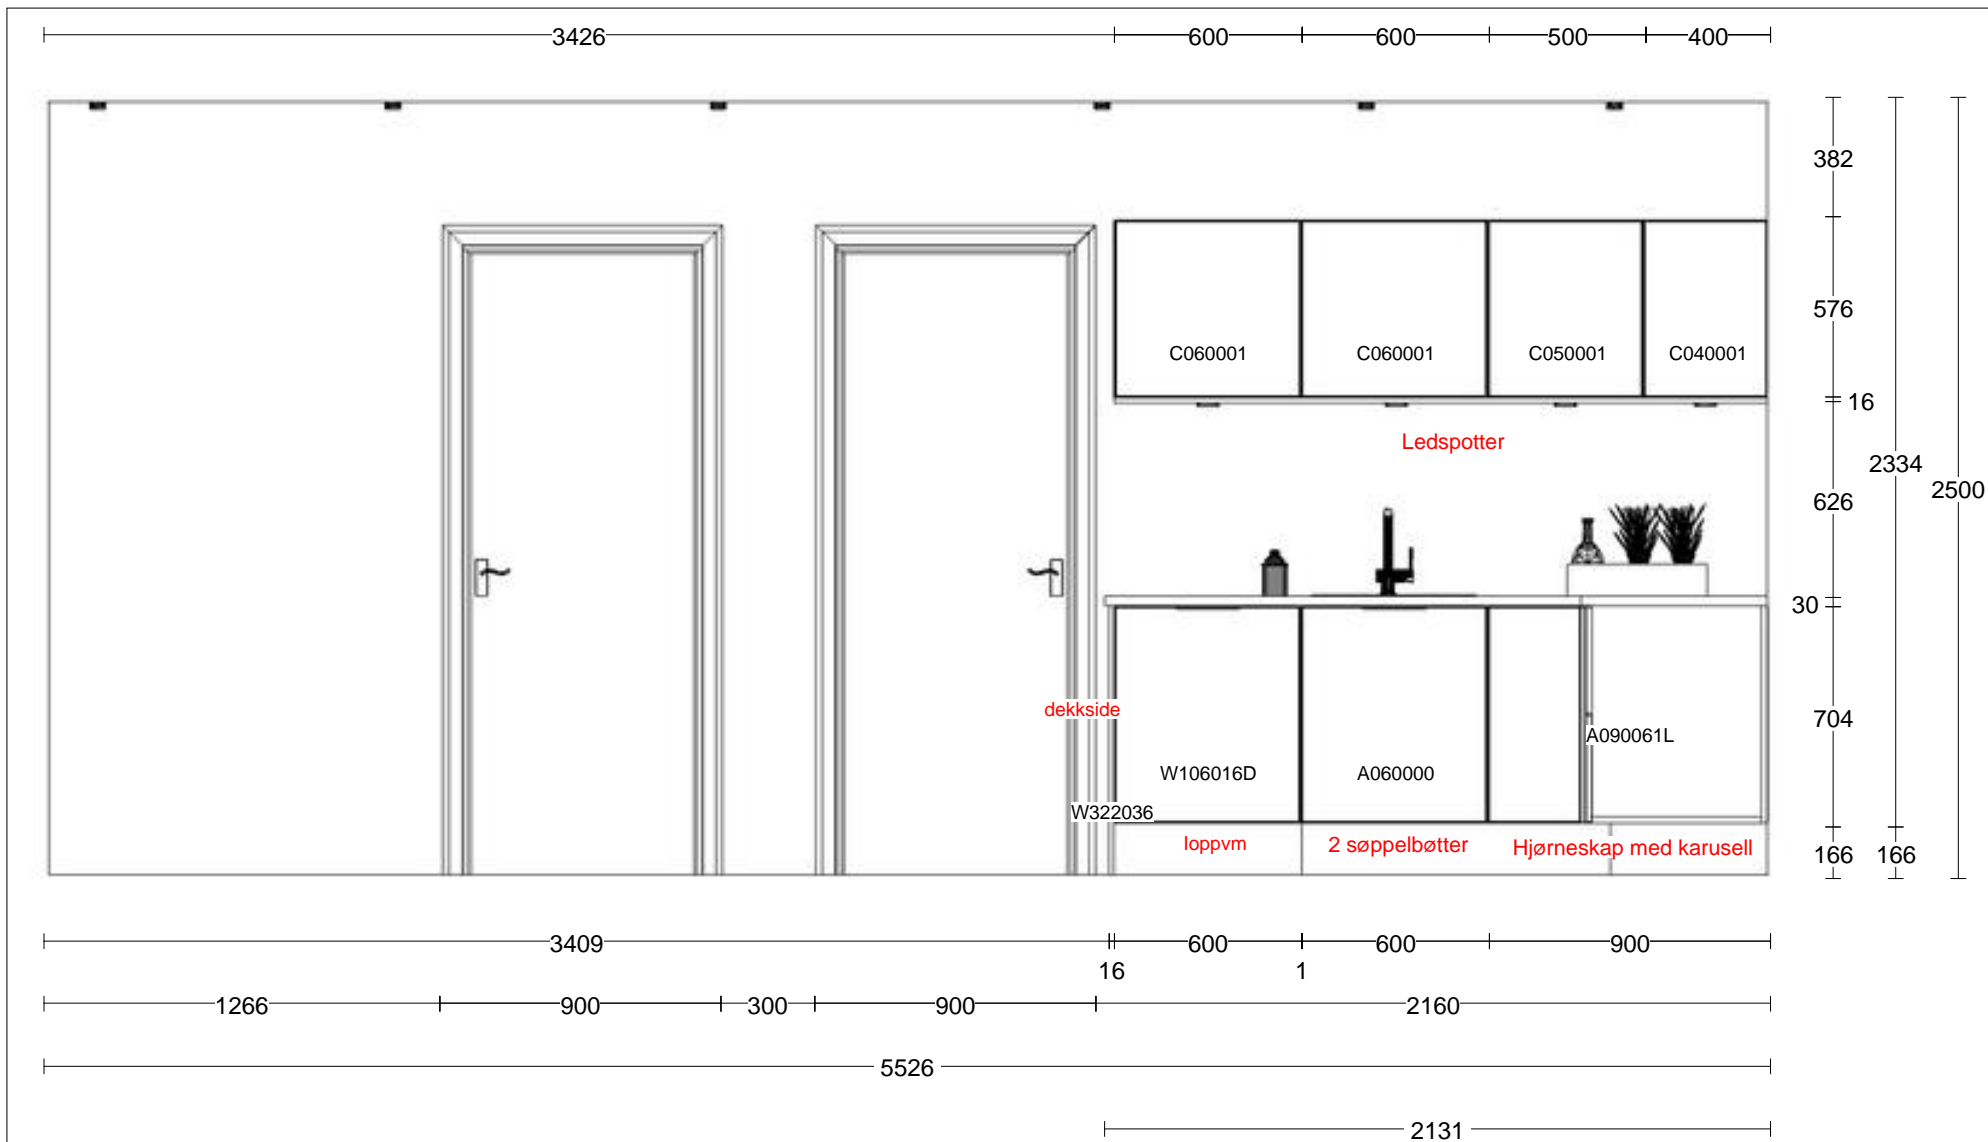 3426 600 600 500 400
382
576
C060001 C060001 C050001 C040001
16
Ledspotter
2334
2500
626
30
dekkside
704
A090061L
W106016D A060000
W322036
loppvm 2 søppelbøtter Hjørneskap med karusell
166 166
3409 600 600 900
16 1
1266 900 300 900 2160
5526
2131